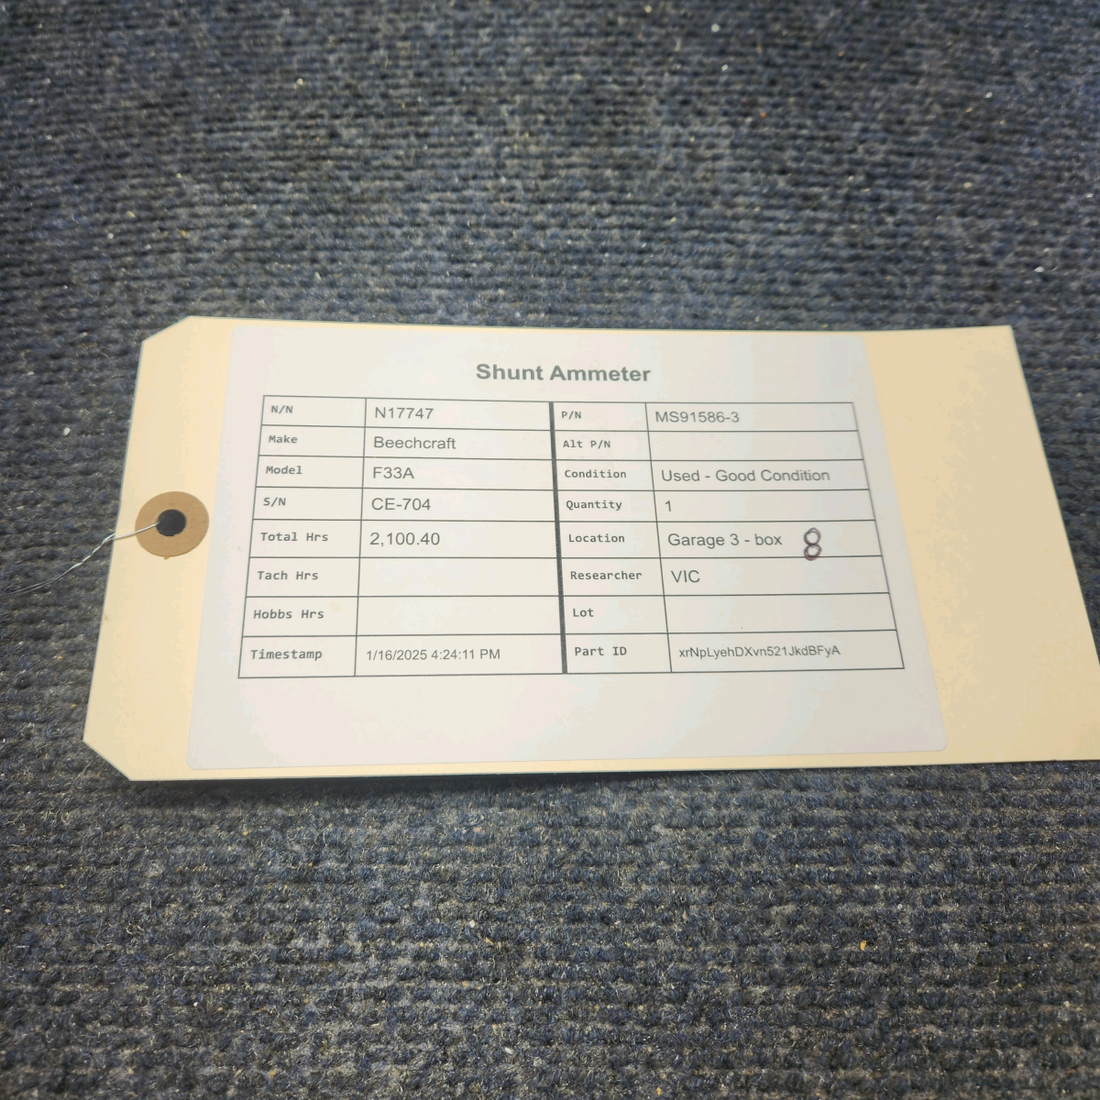 Shunt Ammeter
N/N N17747 P/N MS91586-3
Make Beechcraft Alt P/N
Model F33A Condition Used - Good Condition
S/N CE-704 Quantity 1
Total Hrs 2,100.40 Location Garage 3 - box 8
Tach Hrs Researcher VIC
Hobbs Hrs Lot
Timestamp 1/16/2025 4:24:11 PM Part ID xrNpLyehDXvn521JkdBFyA